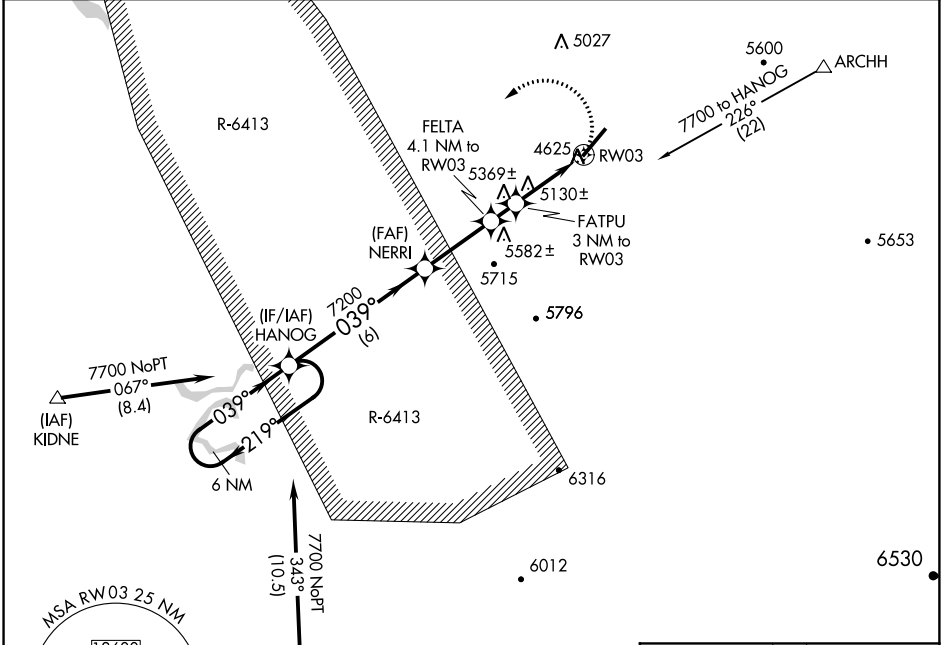 5027
5600
ARCHH
7700 to HANOG
226°
(22)
R-6413
FELTA
4.1 NM to
RW03
4625
RW03
5369±
5130±
FATPU
3 NM to
RW03
(FAF)
NERRI
5582±
5715
5653
5796
7200
039°
(6)
(IF/IAF)
HANOG
7700 NoPT
067°
(8.4)
(IAF)
KIDNE
039°
219°
6 NM
R-6413
6316
7700 NoPT
343°
(10.5)
6012
6530
MSA RW03 25 NM